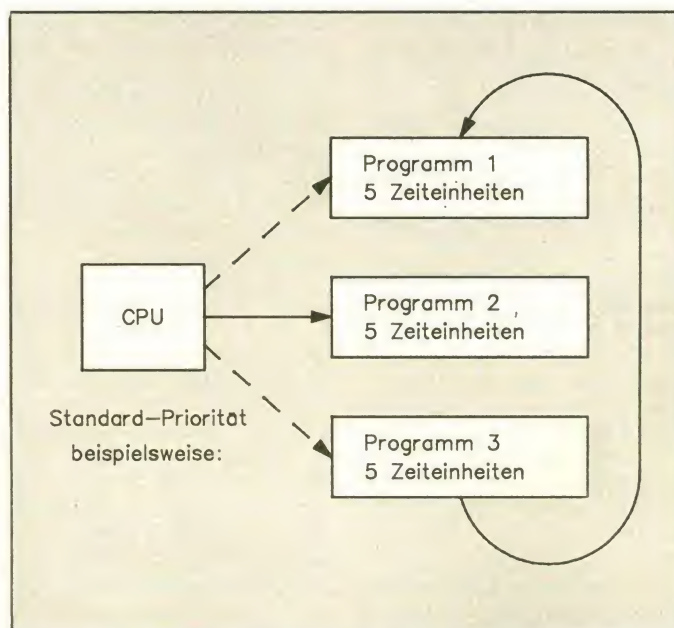 Programm 1
5 Zeiteinheiten
CPU
Programm 2
5 Zeiteinheiten
Standard-Priorität
beispielsweise:
Programm 3
5 Zeiteinheiten